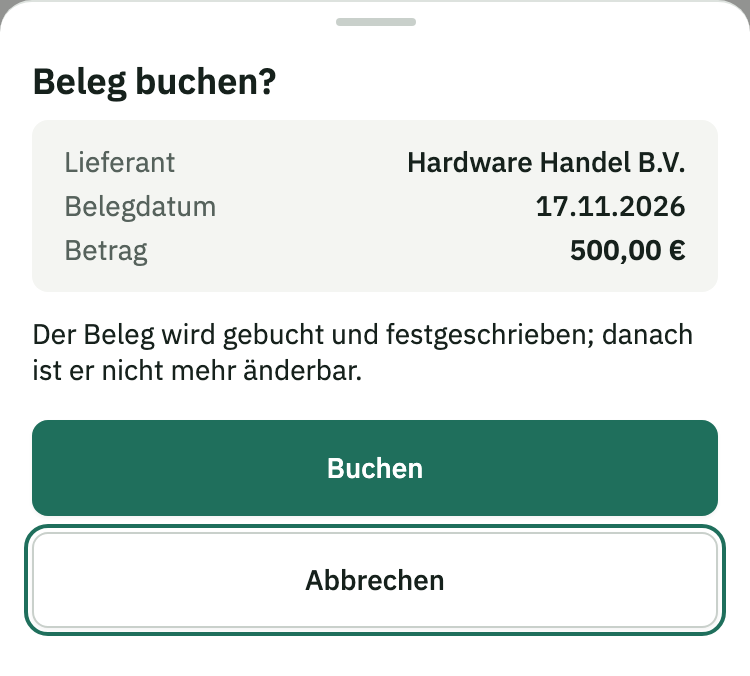 Beleg buchen?
Lieferant Hardware Handel B.V.
Belegdatum 17.11.2026
Betrag 500,00 €
Der Beleg wird gebucht und festgeschrieben; danach
ist er nicht mehr änderbar.
Buchen
Abbrechen